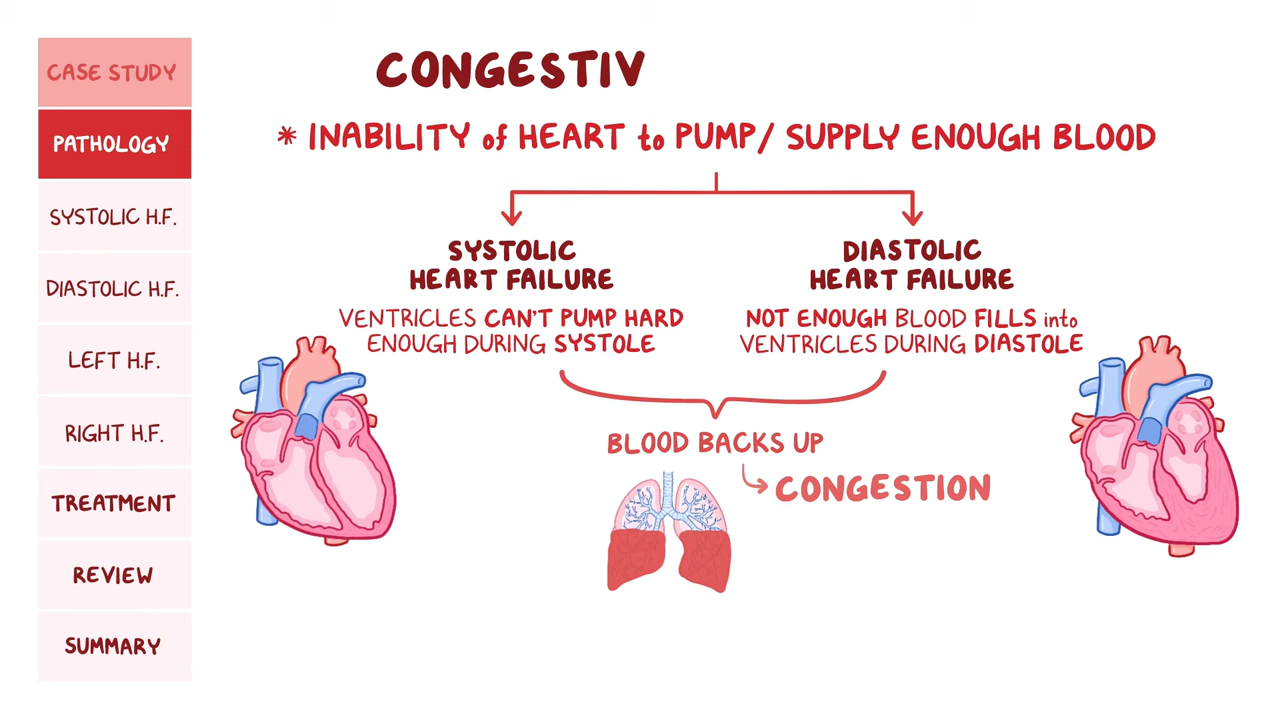 CASE STUDY
PATHOLOGY
SYSTOLIC H.F.
DIASTOLIC H.F.
LEFT H.F.
RIGHT H.F.
TREATMENT
REVIEW
SUMMARY
CONGESTIV
* INABILITY of HEART to PUMP/ SUPPLY ENOUGH BLOOD
SYSTOLIC
HEART FAILURE
VENTRICLES CAN'T PUMP HARD
ENOUGH DURING SYSTOLE
DIASTOLIC
HEART FAILURE
NOT ENOUGH BLOOD FILLS into
VENTRICLES DURING DIASTOLE
BLOOD BACKS UP
CONGESTION